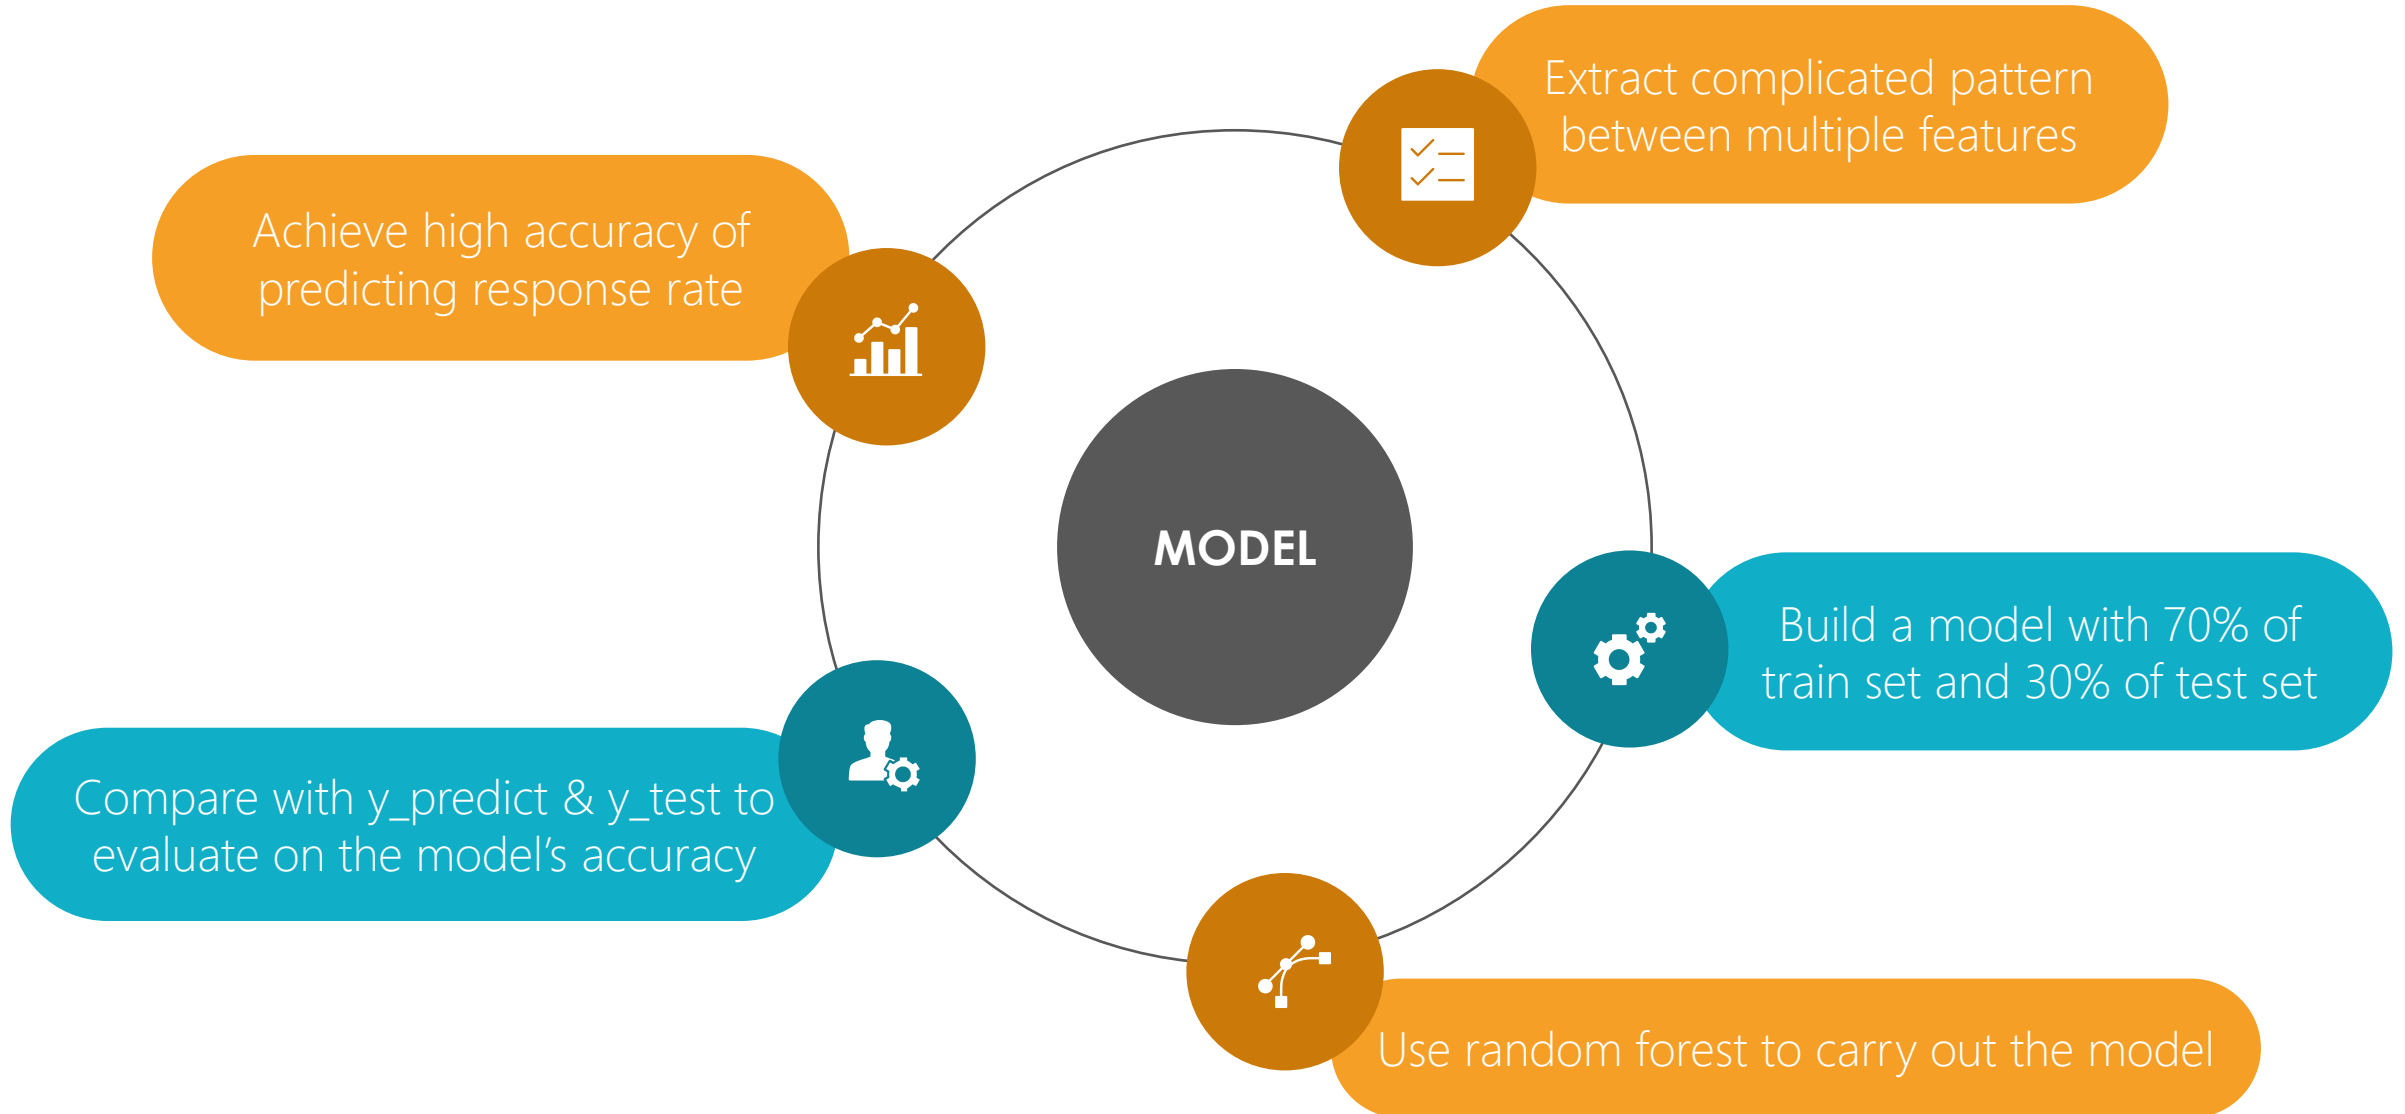 Extract complicated pattern
between multiple features
Achieve high accuracy of
predicting response rate
MODEL
Build a model with 70% of
train set and 30% of test set
Compare with y_predict & y_test to
evaluate on the model’s accuracy
Use random forest to carry out the model